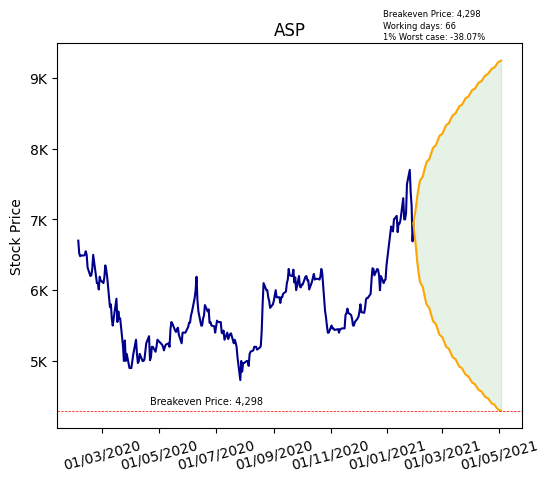 Breakeven Price: 4,298
Working days: 66
1% Worst case: -38.07%
ASP
Stock Price
9K
8K
7K
6K
5K
Breakeven Price: 4,298
01/03/2020
01/05/2020
01/07/2020
01/09/2020
01/11/2020
01/01/2021
01/03/2021
01/05/2021